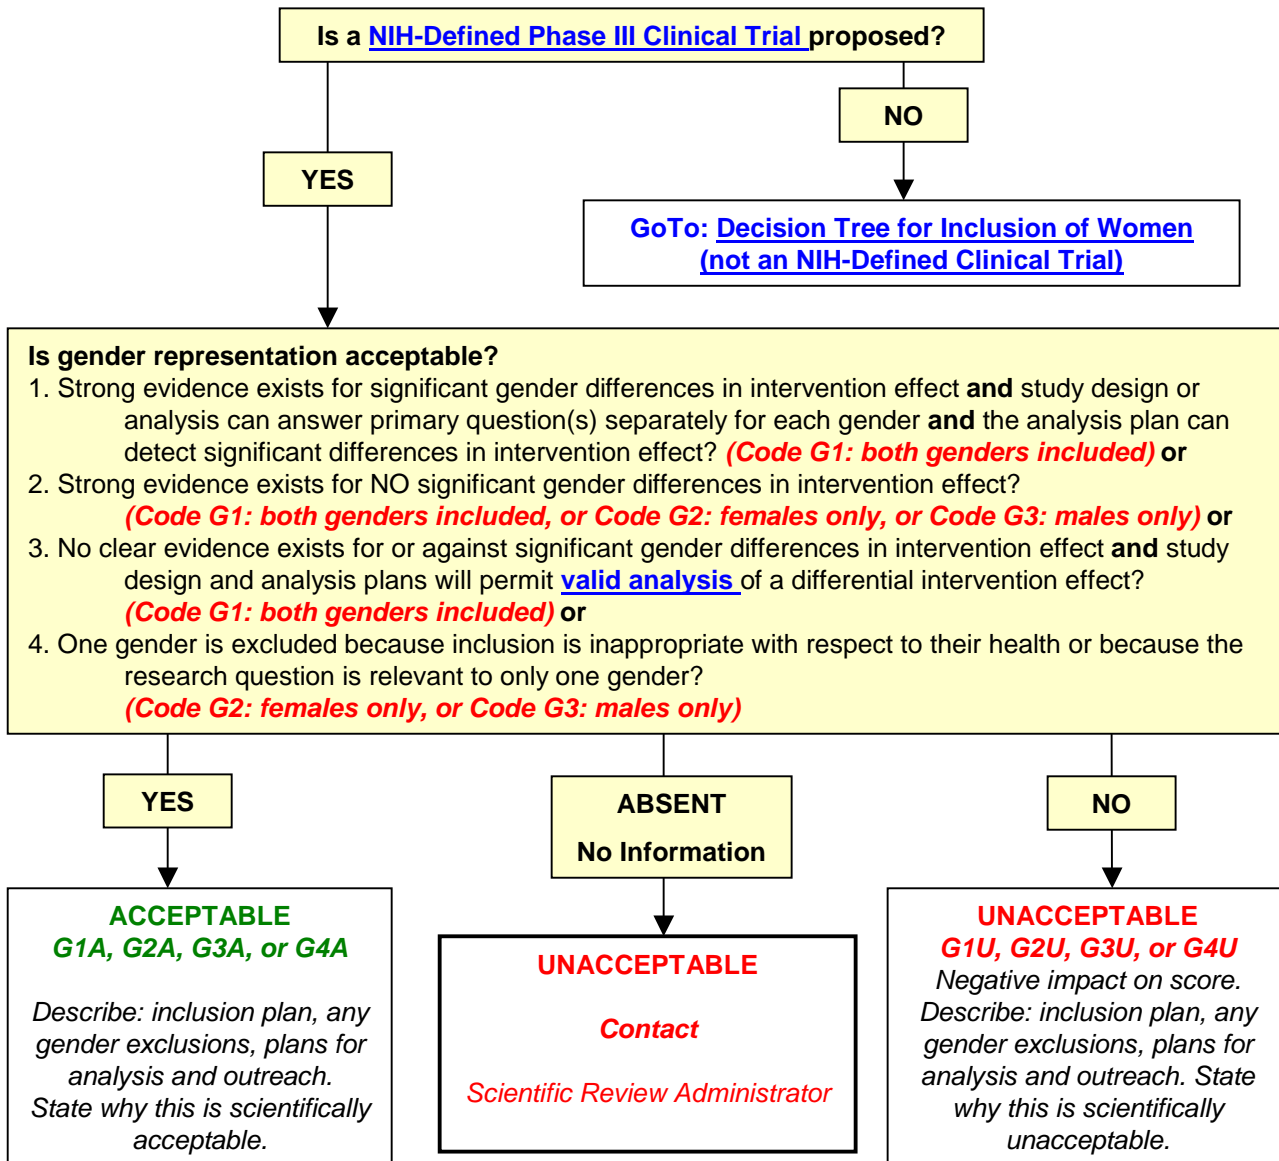 Is a NIH-Defined Phase III Clinical Trial proposed?
NO
YES
GoTo: Decision Tree for Inclusion of Women
(not an NIH-Defined Clinical Trial)
Is gender representation acceptable?
1. Strong evidence exists for significant gender differences in intervention effect and study design or
analysis can answer primary question(s) separately for each gender and the analysis plan can
detect significant differences in intervention effect? (Code G1: both genders included) or
2. Strong evidence exists for NO significant gender differences in intervention effect?
(Code G1: both genders included, or Code G2: females only, or Code G3: males only) or
3. No clear evidence exists for or against significant gender differences in intervention effect and study
design and analysis plans will permit valid analysis of a differential intervention effect?
(Code G1: both genders included) or
4. One gender is excluded because inclusion is inappropriate with respect to their health or because the
research question is relevant to only one gender?
(Code G2: females only, or Code G3: males only)
YES
ABSENT
No Information
NO
ACCEPTABLE
G1A, G2A, G3A, or G4A
Describe: inclusion plan, any
gender exclusions, plans for
analysis and outreach.
State why this is scientifically
acceptable.
UNACCEPTABLE
Contact
Scientific Review Administrator
UNACCEPTABLE
G1U, G2U, G3U, or G4U
Negative impact on score.
Describe: inclusion plan, any
gender exclusions, plans for
analysis and outreach. State
why this is scientifically
unacceptable.